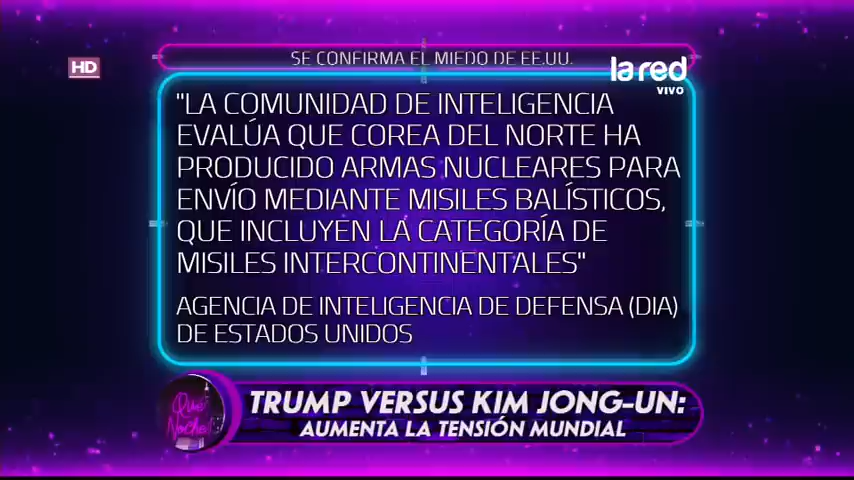 SE CONFIRMA EL MIEDO DE EE.UU.
HD
la red
VIVO
"LA COMUNIDAD DE INTELIGENCIA
EVALÚA QUE COREA DEL NORTE HA
PRODUCIDO ARMAS NUCLEARES PARA
ENVÍO MEDIANTE MISILES BALÍSTICOS,
QUE INCLUYEN LA CATEGORÍA DE
MISILES INTERCONTINENTALES"
AGENCIA DE INTELIGENCIA DE DEFENSA (DIA)
DE ESTADOS UNIDOS
Qué
Noche!
TRUMP VERSUS KIM JONG-UN:
AUMENTA LA TENSIÓN MUNDIAL